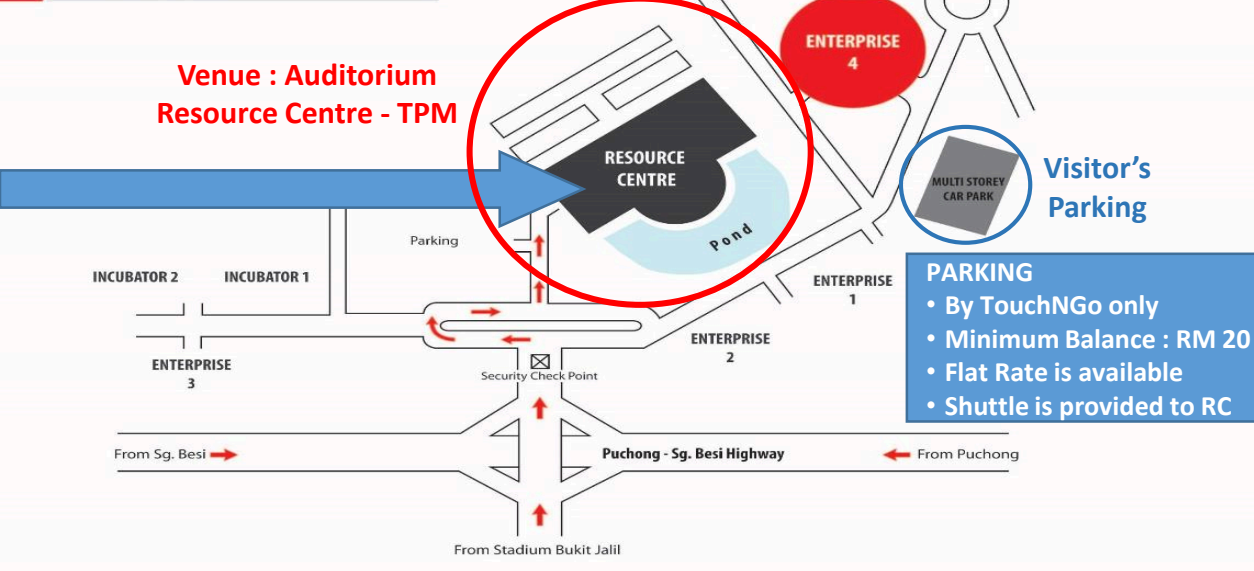 ENTERPRISE
4
Venue : Auditorium
Resource Centre - TPM
RESOURCE
CENTRE
MULTI STOREY
CAR PARK
Visitor's
Parking
Pond
Parking
INCUBATOR 2
INCUBATOR 1
ENTERPRISE
1
PARKING
• By TouchNGo only
• Minimum Balance : RM 20
• Flat Rate is available
• Shuttle is provided to RC
ENTERPRISE
2
ENTERPRISE
3
Security Check Point
From Sg. Besi
Puchong - Sg. Besi Highway
From Puchong
From Stadium Bukit Jalil